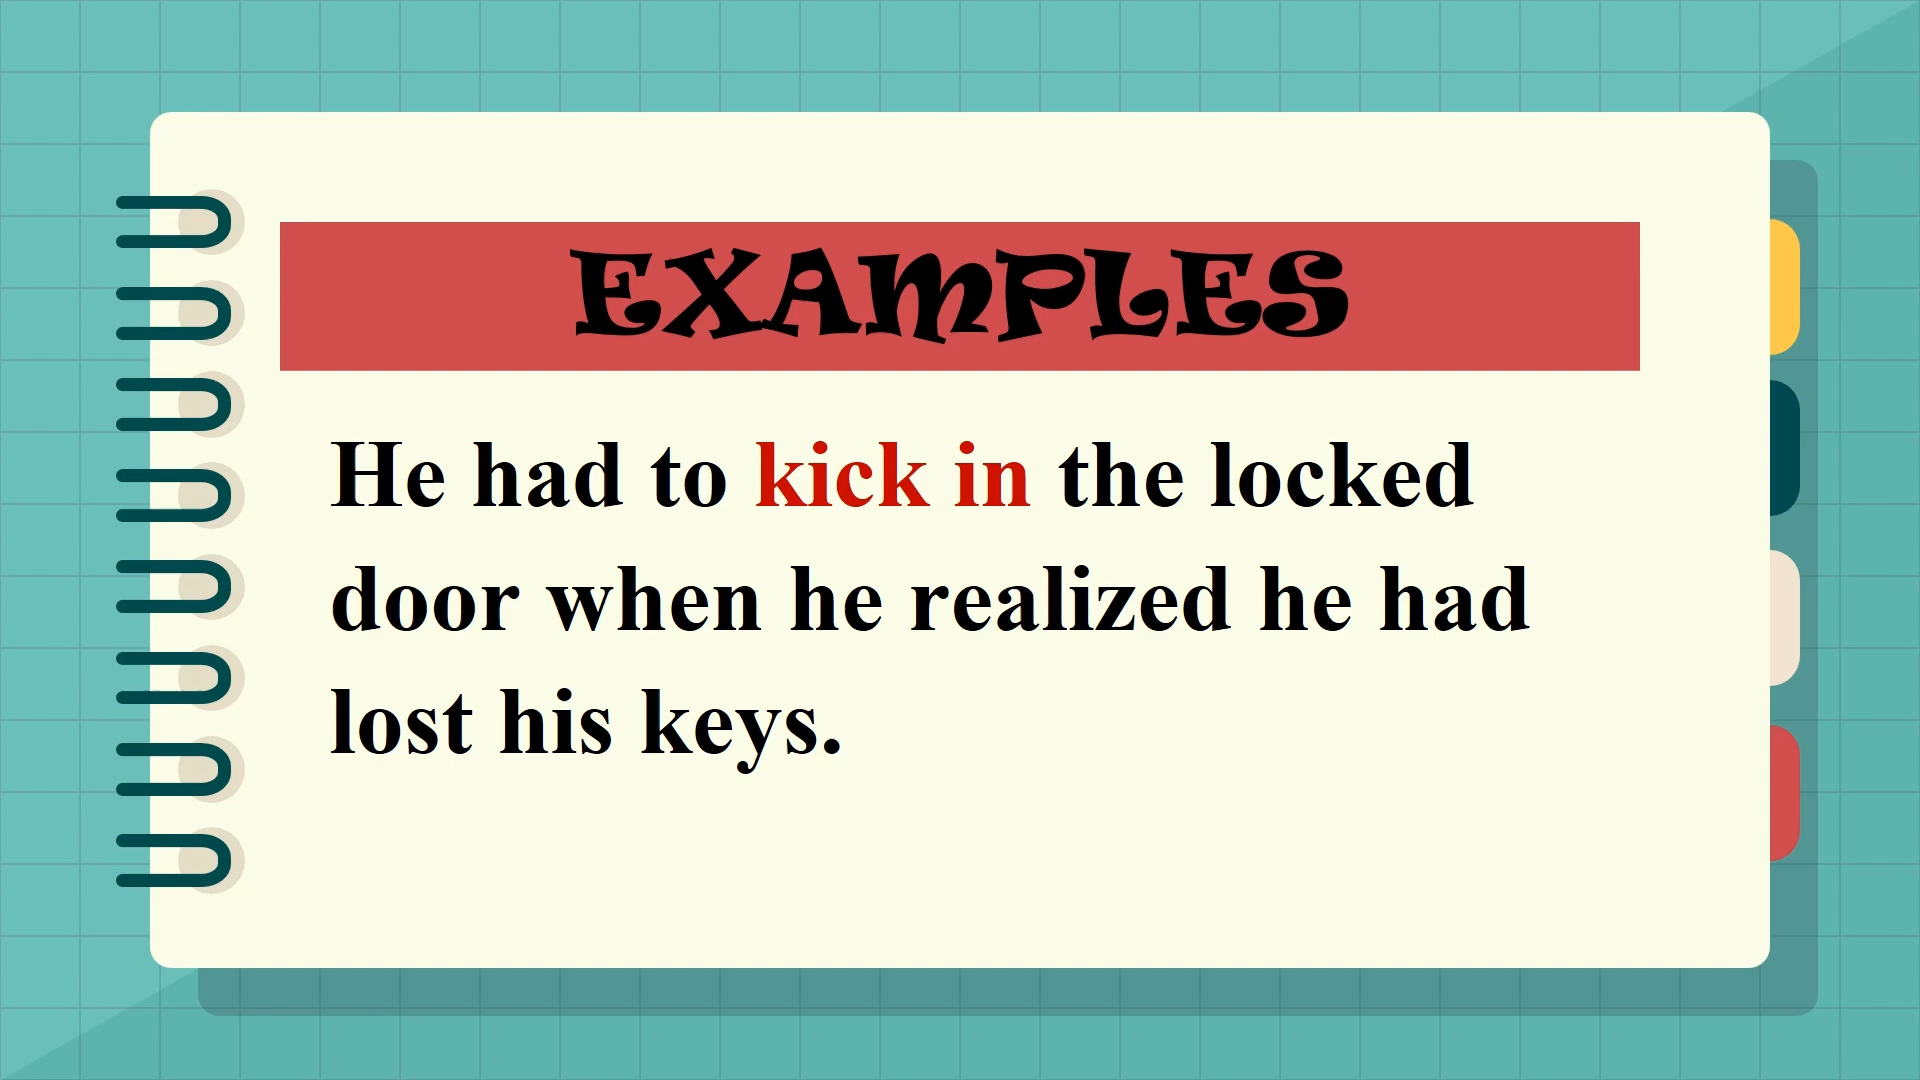 EXAMPLES
He had to kick in the locked
door when he realized he had
lost his keys.